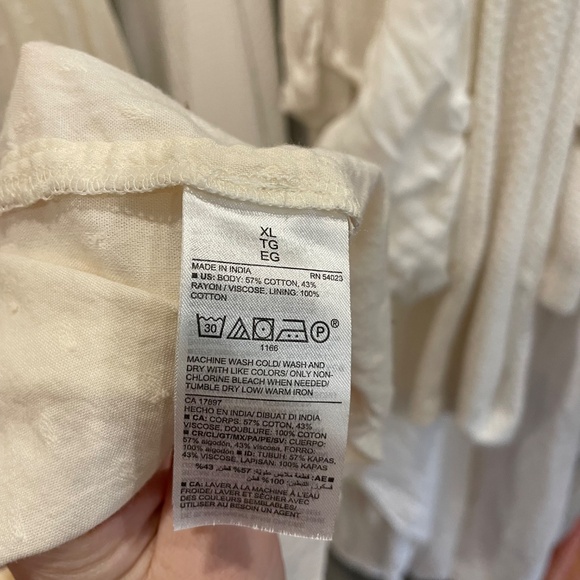 XL
TG
EG
MADE IN INDIA RN 54023
■ US: BODY: 57% COTTON, 43%
RAYON / VISCOSE. LINING: 100%
COTTON
30 P ®
1166
MACHINE WASH COLD/ WASH AND
DRY WITH LIKE COLORS/ ONLY NON-
CHLORINE BLEACH WHEN NEEDED/
TUMBLE DRY LOW/ WARM IRON
CA 17897
HECHO EN INDIA/ DIBUAT DI INDIA
■ CA: CORPS: 57% COTON, 43%
VISCOSE. DOUBLURE: 100% COTON
■ CR/CL/GT/MX/PA/PE/SV: CUERPO:
57% algodón, 43% viscosa, FORRO:
100% algodón. ■ ID: TUBUH: 57% KAPAS,
43% VISCOSE. LAPISAN: 100% KAPAS
■ CA: LAVER À LA MACHINE À L'EAU
FROIDE/ LAVER ET SÉCHER AVEC
DES COULEURS SEMBLABLES/
UTILISER AU BESOIN UN AGENT